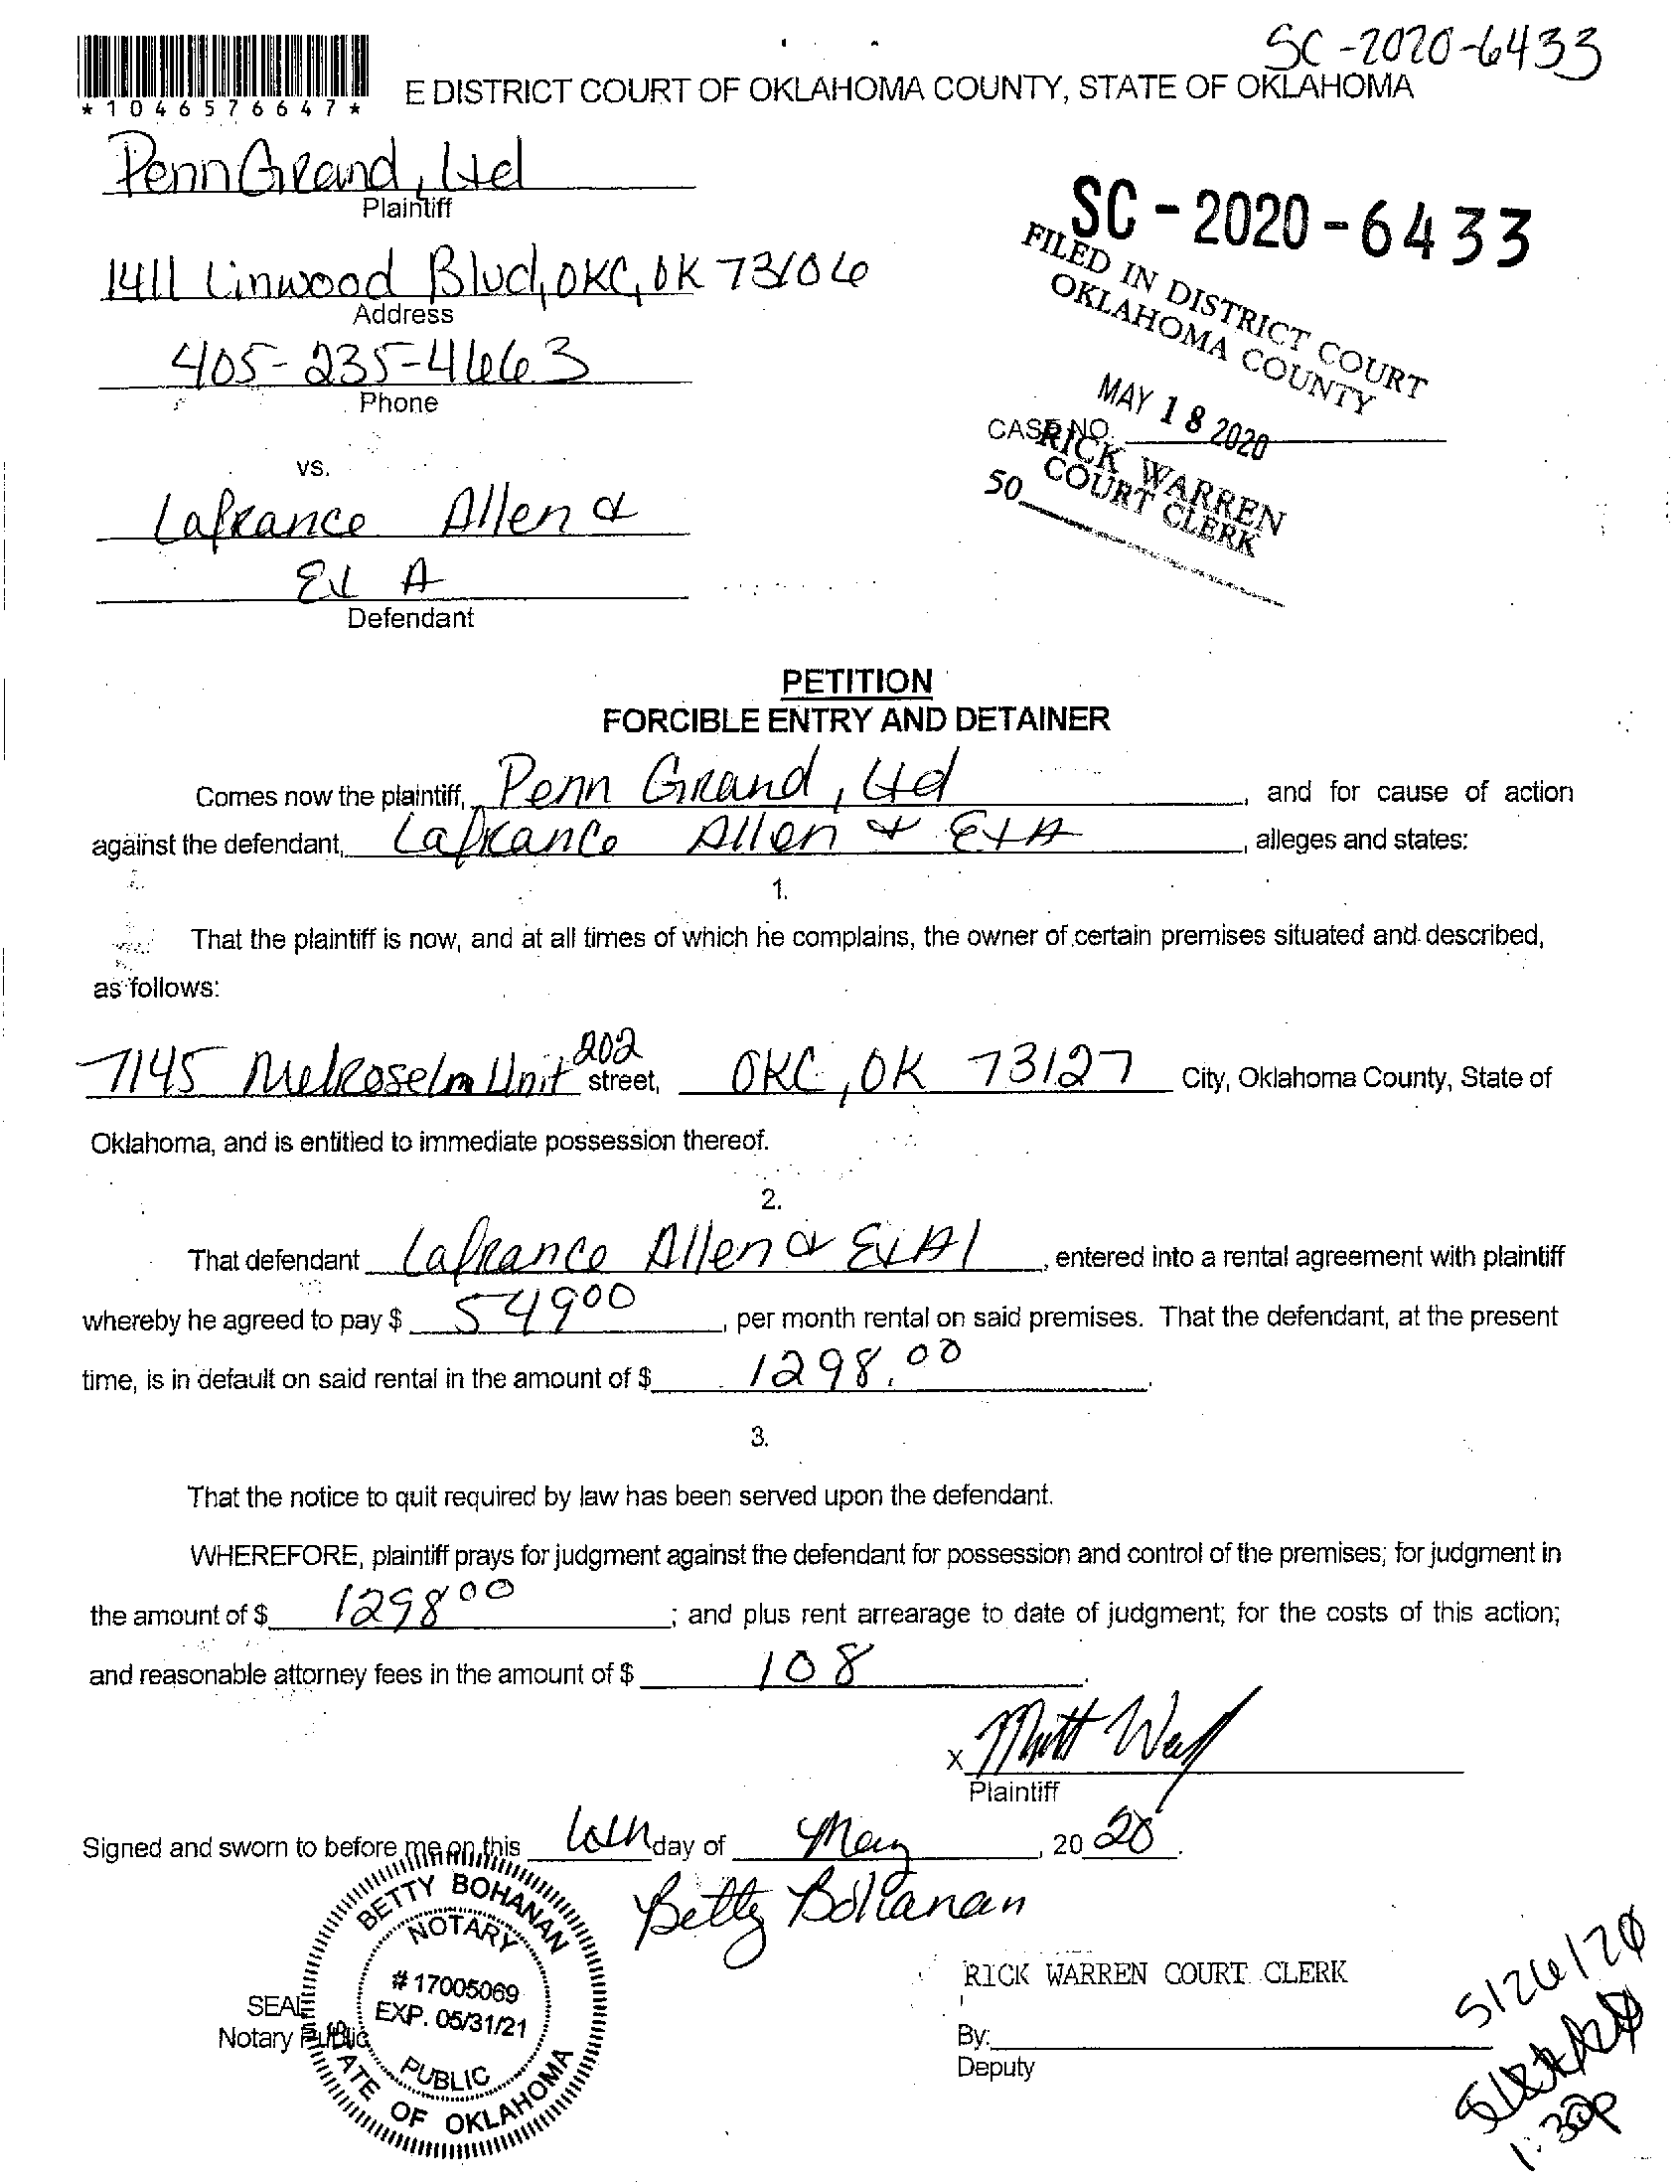 SC-2020-6433
*1046576647*
E DISTRICT COURT OF OKLAHOMA COUNTY, STATE OF OKLAHOMA
Penn Grand, Ltd
Plaintiff
SC-2020-6433
FILED IN DISTRICT COURT
OKLAHOMA COUNTY
1411 Linwood Blvd, OKC, OK 73106
Address
405-235-4663
Phone
MAY 18 2020
CASE NO.
RICK WARREN
COURT CLERK
50
vs.
Lafrance Allen &
Et A
Defendant
PETITION
FORCIBLE ENTRY AND DETAINER
Comes now the plaintiff, Penn Grand, Ltd, and for cause of action
against the defendant, Lafrance Allen & Et A, alleges and states:
1.
That the plaintiff is now, and at all times of which he complains, the owner of certain premises situated and described,
as follows:
7145 Melrose Ln Unit 202 street, OKC, OK 73127 City, Oklahoma County, State of
Oklahoma, and is entitled to immediate possession thereof.
2.
That defendant Lafrance Allen & Et Al, entered into a rental agreement with plaintiff
whereby he agreed to pay $ 549 00, per month rental on said premises. That the defendant, at the present
time, is in default on said rental in the amount of $ 1298.00.
3.
That the notice to quit required by law has been served upon the defendant.
WHEREFORE, plaintiff prays for judgment against the defendant for possession and control of the premises; for judgment in
the amount of $ 1298 00; and plus rent arrearage to date of judgment; for the costs of this action;
and reasonable attorney fees in the amount of $ 108.
x Matt
Plaintiff
Signed and sworn to before me on this day of May, 20 20.
Betty Bohanan
BETTY BOHANAN
NOTARY
# 17005069
EXP. 05/31/21
PUBLIC
STATE OF OKLAHOMA
SEAL
Notary Public
RICK WARREN COURT CLERK
By:
Deputy
5/26/20
1:30p